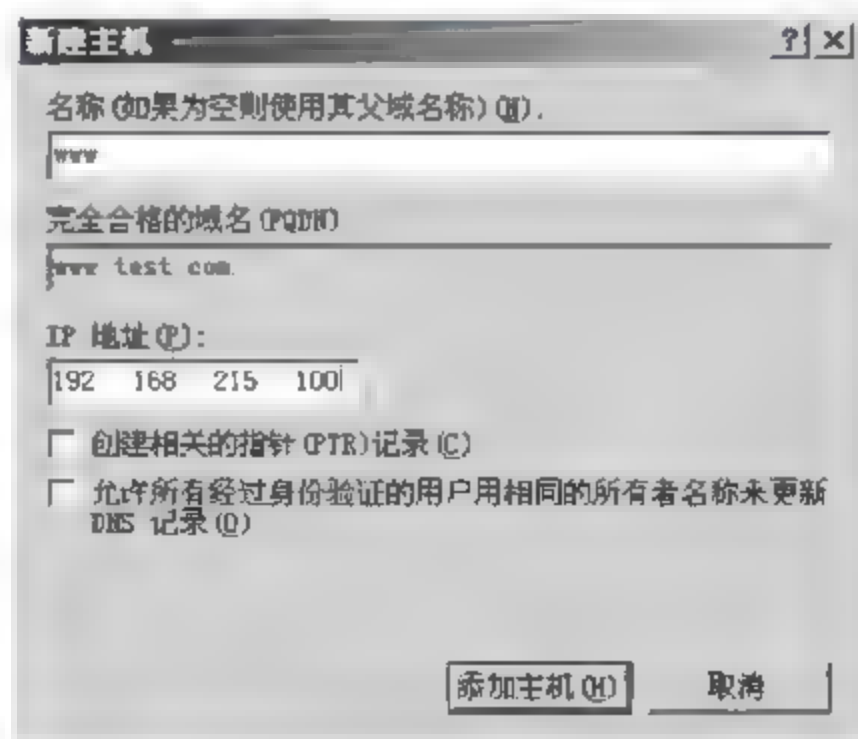 新建主机
名称(如果为空则使用其父域名称)(N).
www
完全合格的域名(FQDN)
www test com.
IP 地址(P):
192 168 215 100
创建相关的指针(PTR)记录(C)
允许所有经过身份验证的用户用相同的所有者名称来更新
DNS 记录(O)
添加主机(H)
取消